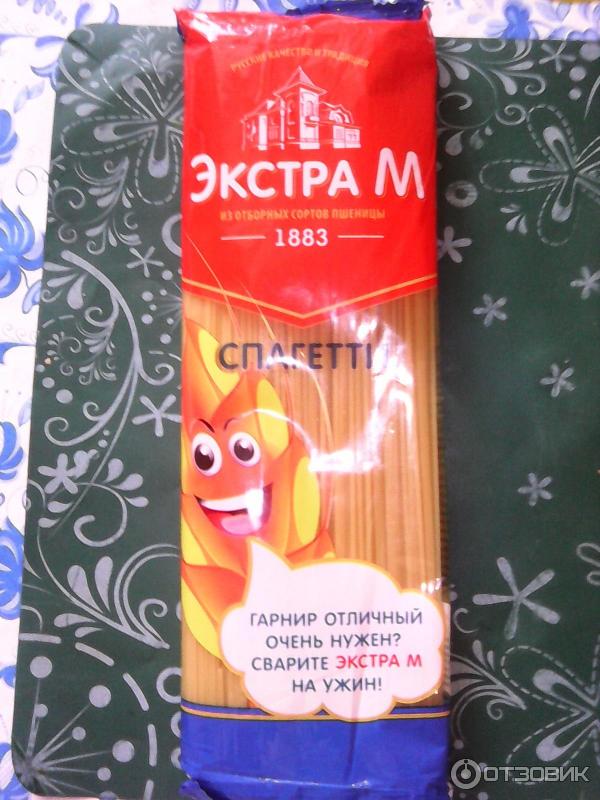 РУССКИЕ КАЧЕСТВО И ТРАДИЦИИ
ЭКСТРА М
ИЗ ОТБОРНЫХ СОРТОВ ПШЕНИЦЫ
1883
СПАГЕТТИ
ГАРНИР ОТЛИЧНЫЙ
ОЧЕНЬ НУЖЕН?
СВАРИТЕ ЭКСТРА М
НА УЖИН!
ОТЗОВИК